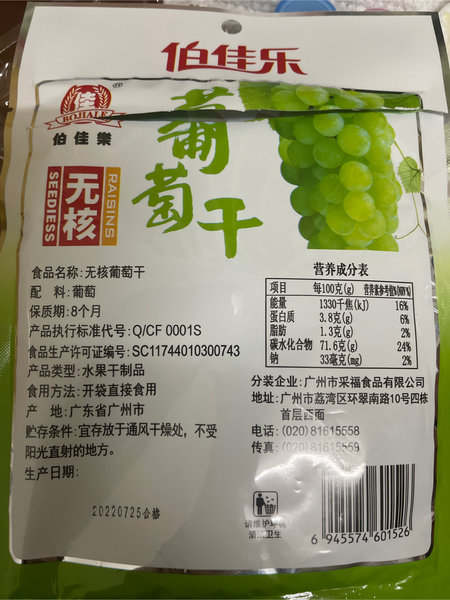 伯佳乐
佳
®
BOJIALE
伯佳樂
葡萄干
无核
SEEDIESS
RAISINS
食品名称:无核葡萄干
配 料:葡萄
保质期:8个月
产品执行标准代号:Q/CF 0001S
食品生产许可证编号:SC11744010300743
产品类型:水果干制品
食用方法:开袋直接食用
产 地:广东省广州市
贮存条件:宜存放于通风干燥处,不受
阳光直射的地方。
生产日期:
20220725合格
营养成分表
项目 每100克(g) 营养素参考值%(NRV%)
能量 1330千焦(kJ) 16%
蛋白质 3.8克(g) 6%
脂肪 1.3克(g) 2%
碳水化合物 71.6克(g) 24%
钠 33毫克(mg) 2%
分装企业:广州市采福食品有限公司
地址:广州市荔湾区环翠南路10号四栋
首层西面
电话:(020)81615558
传真:(020)81615559
请维护环境
清洁卫生
6 945574 601526